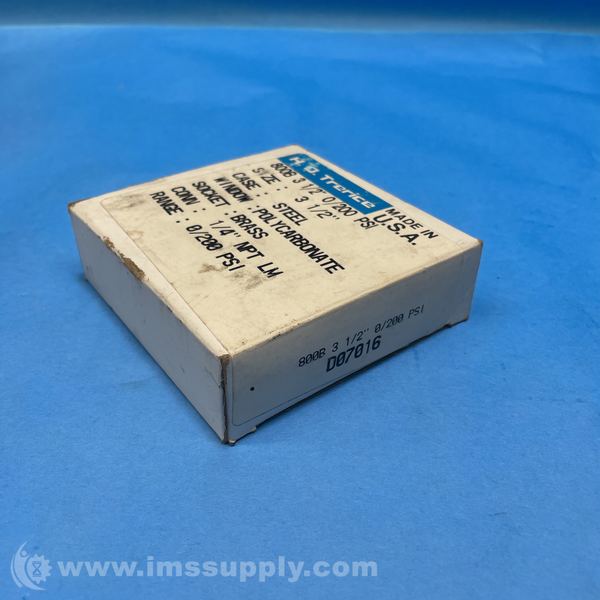 H.O. Trerice
MADE IN
U.S.A.
800B 3 1/2" 0/200 PSI
SIZE : 3 1/2"
CASE : STEEL
WINDOW : POLYCARBONATE
SOCKET : BRASS
CONN : 1/4" NPT LM
RANGE : 0/200 PSI
800B 3 1/2" 0/200 PSI
D07016
www.imssupply.com